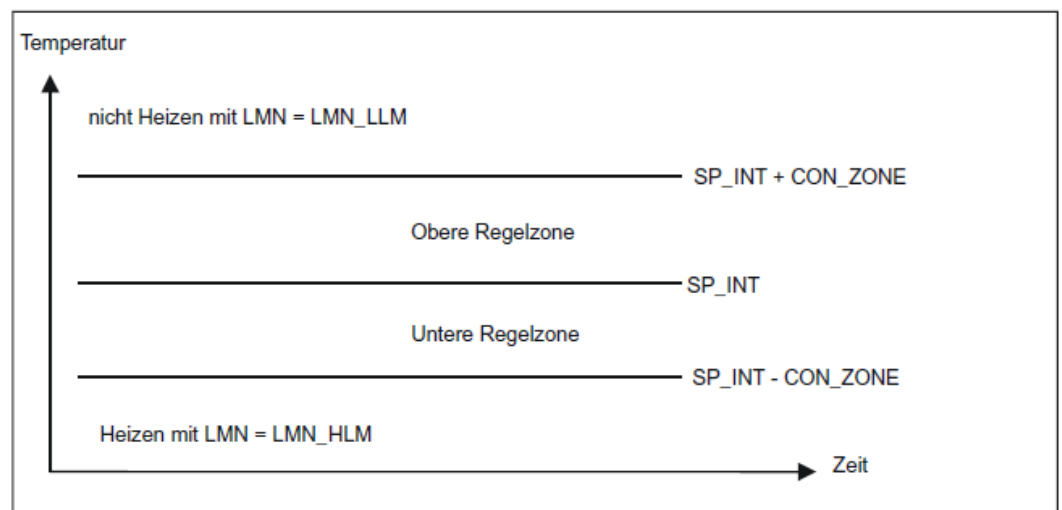 Temperatur
nicht Heizen mit LMN = LMN_LLM
SP_INT + CON_ZONE
Obere Regelzone
SP_INT
Untere Regelzone
SP_INT - CON_ZONE
Heizen mit LMN = LMN_HLM
Zeit